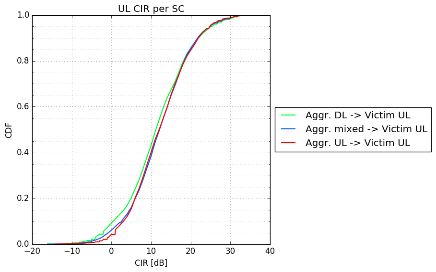 UL CIR per SC
1.0
0.8
0.6
0.4
0.2
0.0
CDF
−20
−10
0
10
20
30
40
CIR [dB]
Aggr. DL -> Victim UL
Aggr. mixed -> Victim UL
Aggr. UL -> Victim UL